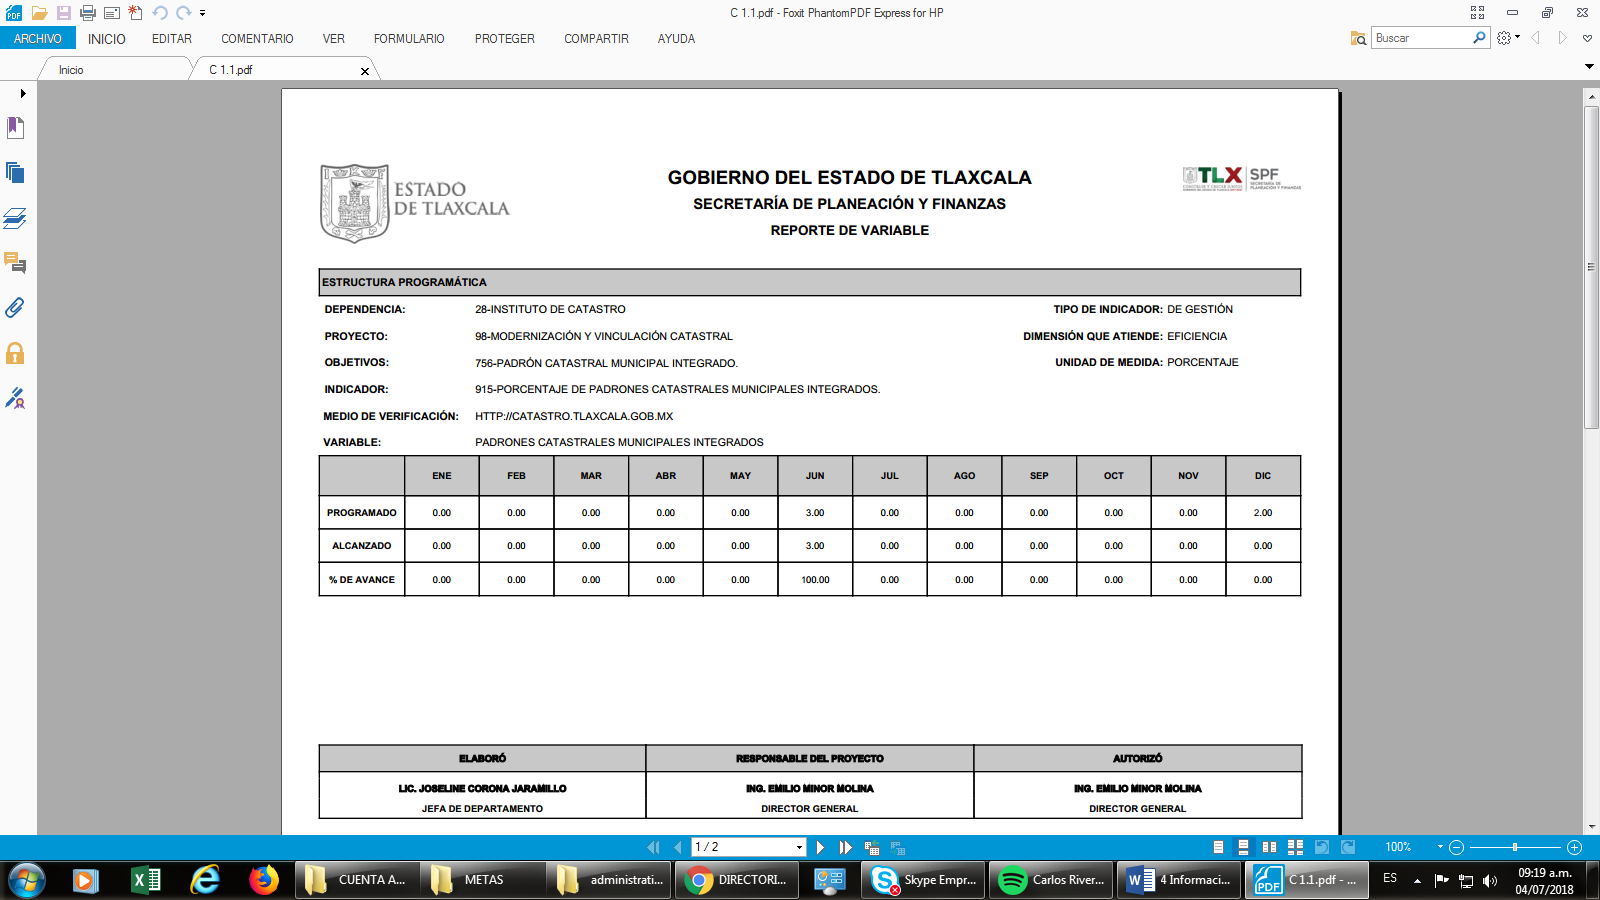 C 1.1.pdf - Foxit PhantomPDF Express for HP
ARCHIVO INICIO EDITAR COMENTARIO VER FORMULARIO PROTEGER COMPARTIR AYUDA Buscar
Inicio C 1.1.pdf
ESTADO DE TLAXCALA
GOBIERNO DEL ESTADO DE TLAXCALA
SECRETARÍA DE PLANEACIÓN Y FINANZAS
REPORTE DE VARIABLE
TLX SPF
SECRETARÍA DE
PLANEACIÓN Y FINANZAS
ESTRUCTURA PROGRAMÁTICA
DEPENDENCIA: 28-INSTITUTO DE CATASTRO TIPO DE INDICADOR: DE GESTIÓN
PROYECTO: 98-MODERNIZACIÓN Y VINCULACIÓN CATASTRAL DIMENSIÓN QUE ATIENDE: EFICIENCIA
OBJETIVOS: 756-PADRÓN CATASTRAL MUNICIPAL INTEGRADO. UNIDAD DE MEDIDA: PORCENTAJE
INDICADOR: 915-PORCENTAJE DE PADRONES CATASTRALES MUNICIPALES INTEGRADOS.
MEDIO DE VERIFICACIÓN: HTTP://CATASTRO.TLAXCALA.GOB.MX
VARIABLE: PADRONES CATASTRALES MUNICIPALES INTEGRADOS
ENE FEB MAR ABR MAY JUN JUL AGO SEP OCT NOV DIC
PROGRAMADO 0.00 0.00 0.00 0.00 0.00 3.00 0.00 0.00 0.00 0.00 0.00 2.00
ALCANZADO 0.00 0.00 0.00 0.00 0.00 3.00 0.00 0.00 0.00 0.00 0.00 0.00
% DE AVANCE 0.00 0.00 0.00 0.00 0.00 100.00 0.00 0.00 0.00 0.00 0.00 0.00
ELABORÓ RESPONSABLE DEL PROYECTO AUTORIZÓ
LIC. JOSELINE CORONA JARAMILLO ING. EMILIO MINOR MOLINA ING. EMILIO MINOR MOLINA
JEFA DE DEPARTAMENTO DIRECTOR GENERAL DIRECTOR GENERAL
1 / 2 100%
CUENTA A... METAS administrati... DIRECTORI... Skype Empr... Carlos River... 4 Informaci... C 1.1.pdf - ... ES 09:19 a.m.
04/07/2018